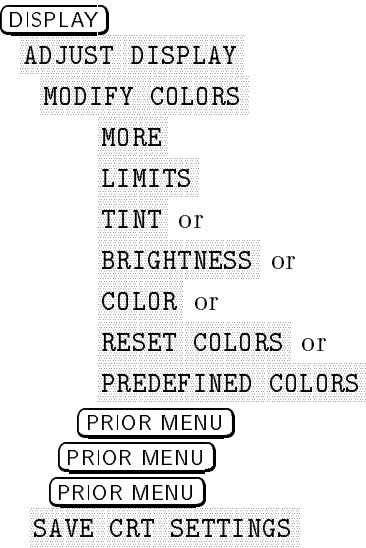 DISPLAY
ADJUST DISPLAY
MODIFY COLORS
MORE
LIMITS
TINT or
BRIGHTNESS or
COLOR or
RESET COLORS or
PREDEFINED COLORS
PRIOR MENU
PRIOR MENU
PRIOR MENU
SAVE CRT SETTINGS